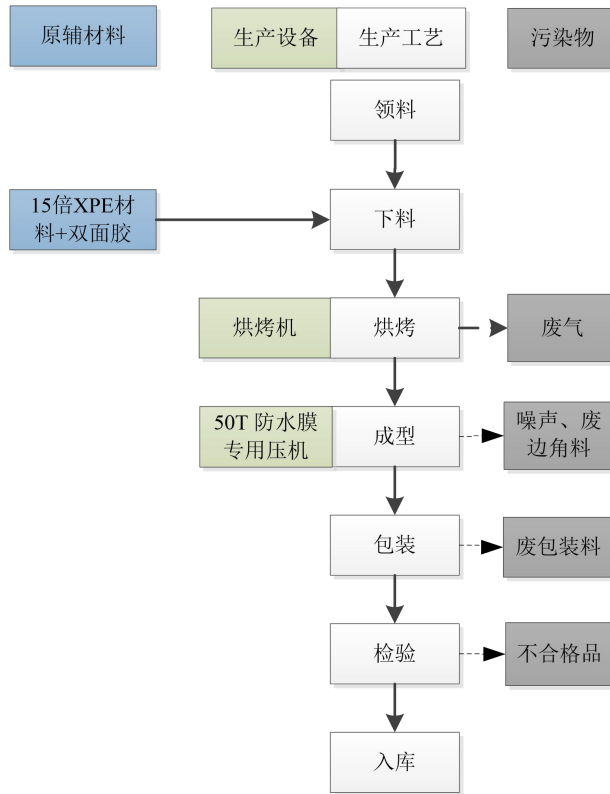 原辅材料
生产设备
生产工艺
污染物
领料
15倍XPE材
料+双面胶
下料
烘烤机
烘烤
废气
50T 防水膜
专用压机
成型
噪声、废
边角料
包装
废包装料
检验
不合格品
入库